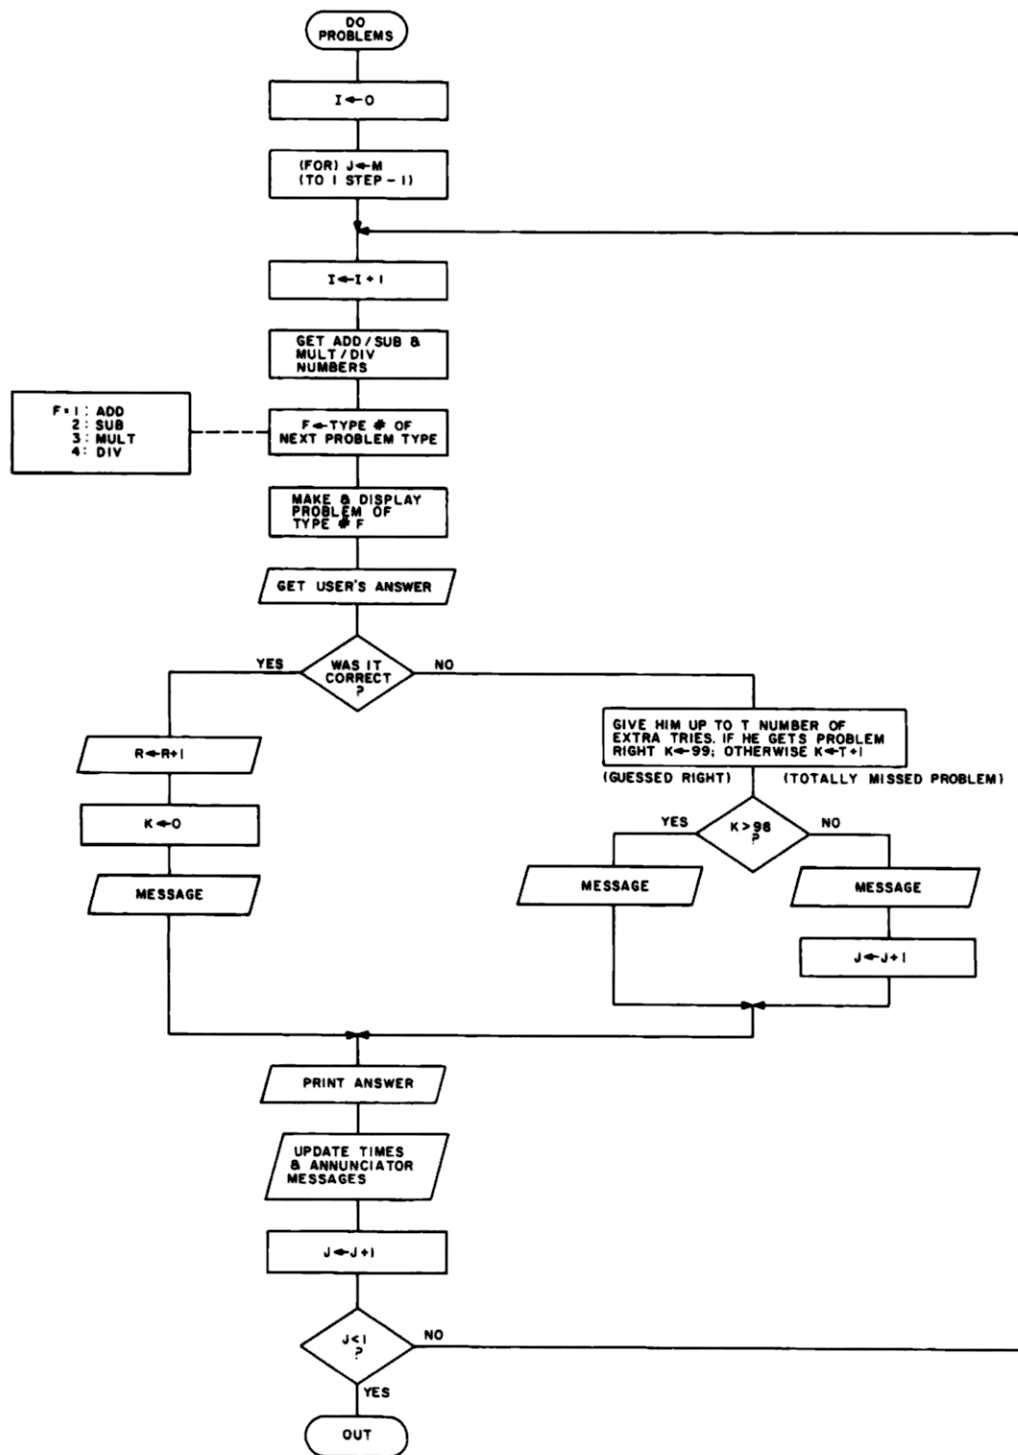 DO
PROBLEMS
I←O
(FOR) J←M
(TO 1 STEP -1)
I←I+1
GET ADD/SUB &
MULT/DIV
NUMBERS
F=1: ADD
2: SUB
3: MULT
4: DIV
F←TYPE # OF
NEXT PROBLEM TYPE
MAKE & DISPLAY
PROBLEM OF
TYPE # F
GET USER'S ANSWER
WAS IT
CORRECT
?
YES
NO
R←R+1
K←O
MESSAGE
GIVE HIM UP TO T NUMBER OF
EXTRA TRIES. IF HE GETS PROBLEM
RIGHT K←99; OTHERWISE K←T+1
(GUESSED RIGHT) (TOTALLY MISSED PROBLEM)
K>98
?
YES
NO
MESSAGE
MESSAGE
J←J+1
PRINT ANSWER
UPDATE TIMES
& ANNUNCIATOR
MESSAGES
J←J+1
J<1
?
NO
YES
OUT